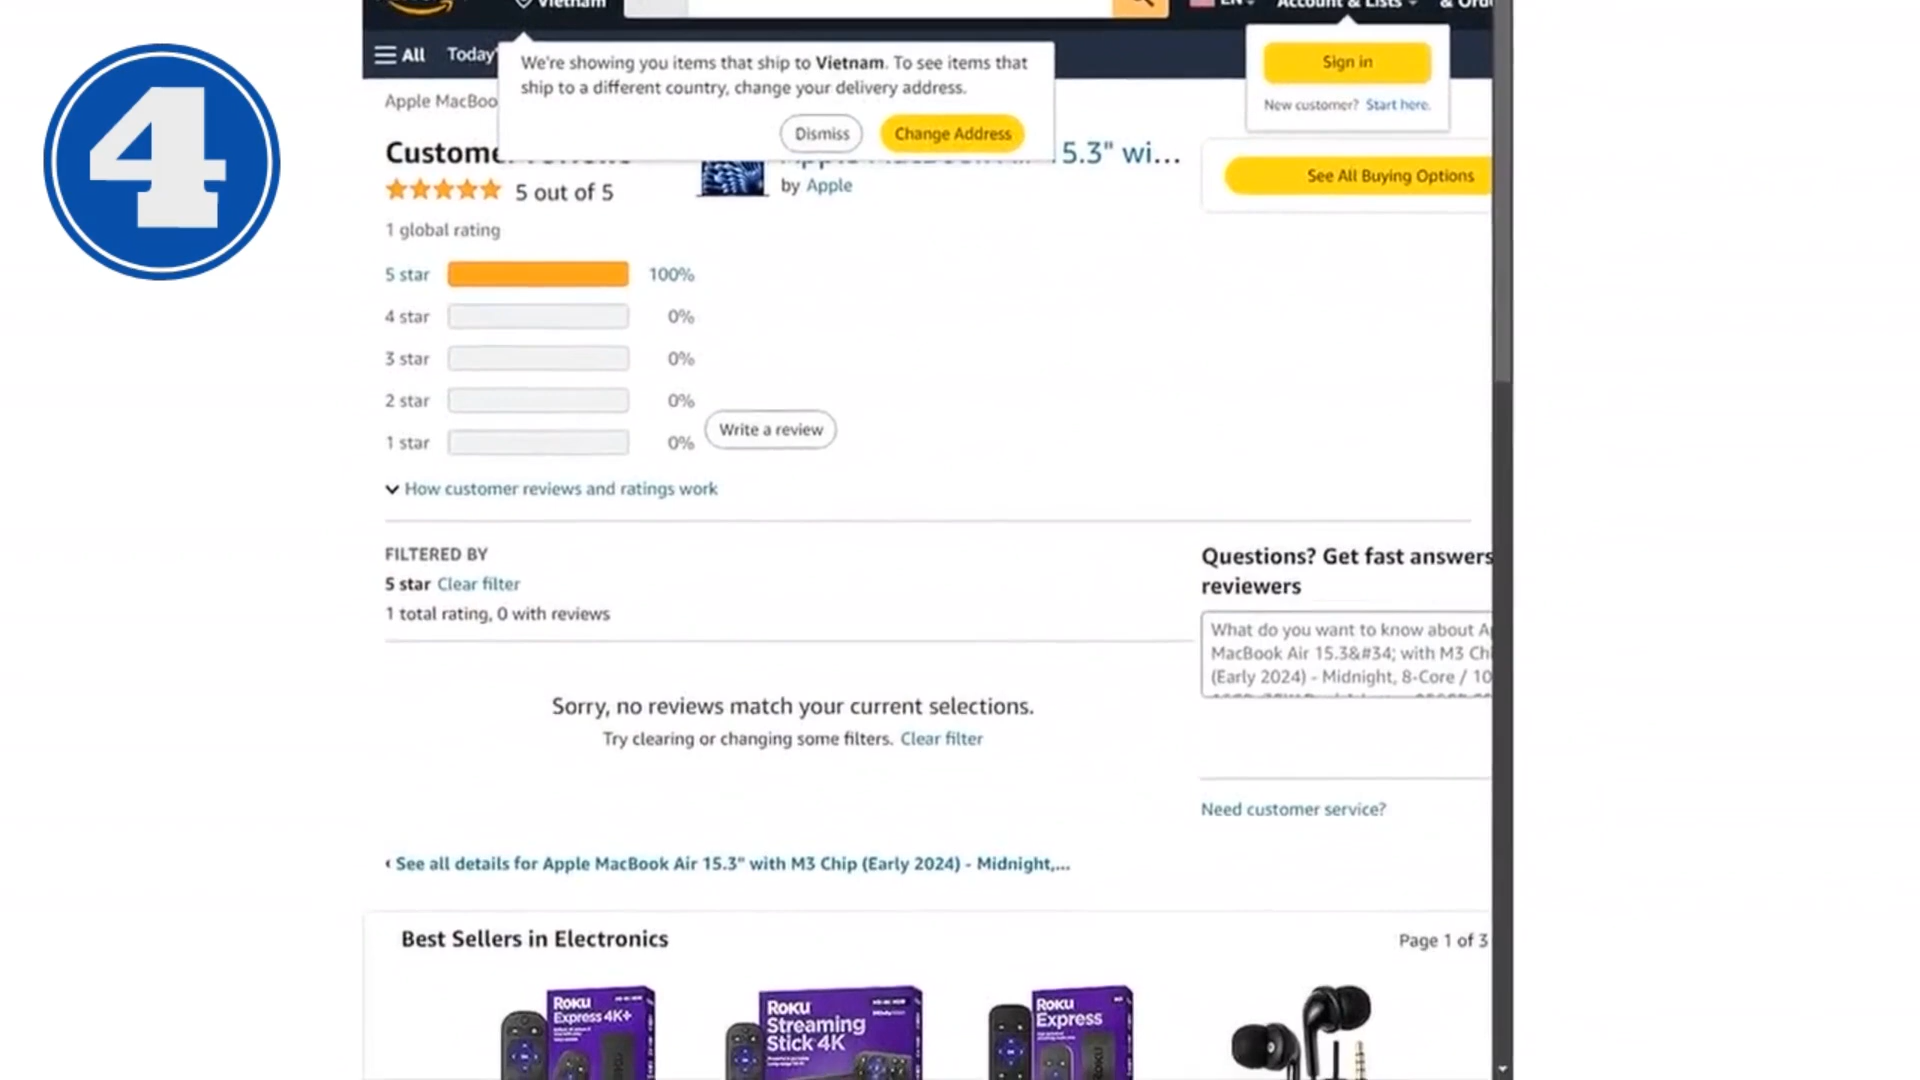 4
Vietnam
EN
Account & Lists
All
Today'
We're showing you items that ship to Vietnam. To see items that
ship to a different country, change your delivery address.
Dismiss
Change Address
Sign in
New customer? Start here.
Apple MacBoo
5.3" wi...
by Apple
See All Buying Options
5 out of 5
1 global rating
5 star 100%
4 star 0%
3 star 0%
2 star 0%
1 star 0%
Write a review
How customer reviews and ratings work
FILTERED BY
5 star Clear filter
1 total rating, 0 with reviews
Questions? Get fast answers
reviewers
What do you want to know about A
MacBook Air 15.3&#34; with M3 Ch
(Early 2024) - Midnight, 8-Core / 10
Sorry, no reviews match your current selections.
Try clearing or changing some filters. Clear filter
Need customer service?
‹ See all details for Apple MacBook Air 15.3" with M3 Chip (Early 2024) - Midnight,...
Best Sellers in Electronics
Page 1 of 3
ROKU
Express 4K+
ROKU
Streaming
Stick 4K
ROKU
Express